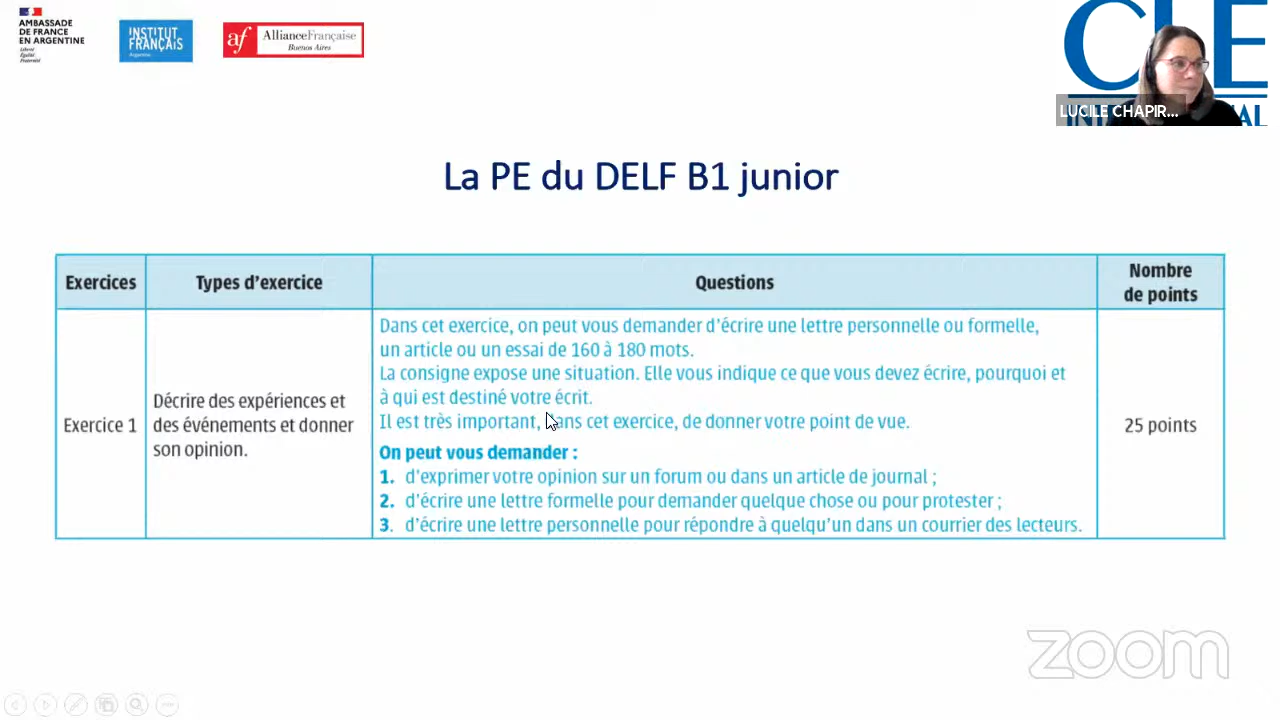 AMBASSADE
DE FRANCE
EN ARGENTINE
Liberté
Égalité
Fraternité
INSTITUT
FRANÇAIS
Argentine
af
AllianceFrançaise
Buenos Aires
LUCILE CHAPIR...
La PE du DELF B1 junior
Exercices
Types d'exercice
Questions
Nombre
de points
Exercice 1
Décrire des expériences et
des événements et donner
son opinion.
Dans cet exercice, on peut vous demander d'écrire une lettre personnelle ou formelle,
un article ou un essai de 160 à 180 mots.
La consigne expose une situation. Elle vous indique ce que vous devez écrire, pourquoi et
à qui est destiné votre écrit.
Il est très important, dans cet exercice, de donner votre point de vue.
On peut vous demander :
1. d'exprimer votre opinion sur un forum ou dans un article de journal ;
2. d'écrire une lettre formelle pour demander quelque chose ou pour protester ;
3. d'écrire une lettre personnelle pour répondre à quelqu'un dans un courrier des lecteurs.
25 points
zoom